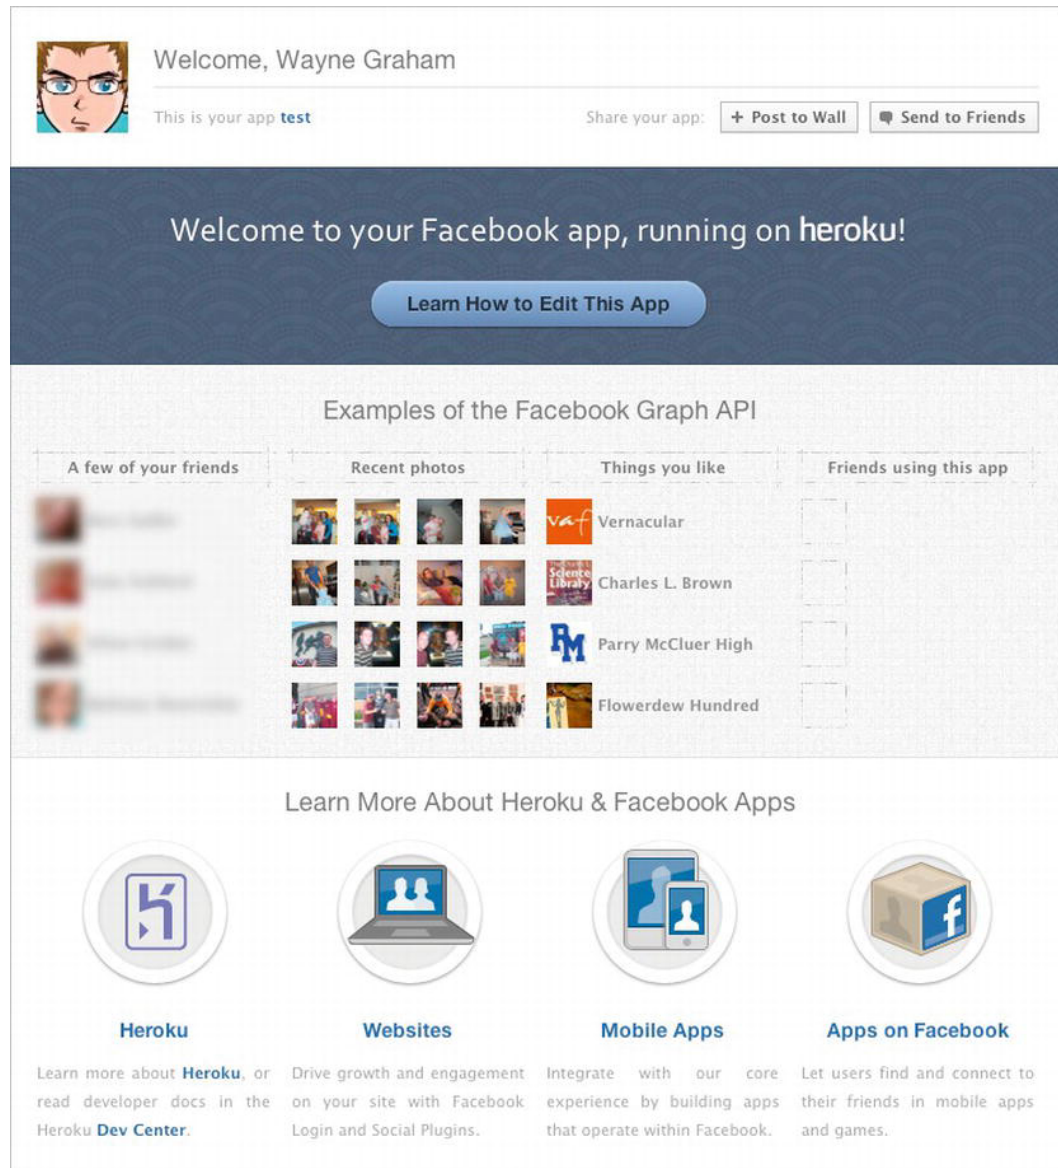 Welcome, Wayne Graham
This is your app test
Share your app:
+ Post to Wall
Send to Friends
Welcome to your Facebook app, running on heroku!
Learn How to Edit This App
Examples of the Facebook Graph API
A few of your friends
Recent photos
Things you like
Friends using this app
vaf
Vernacular
Science
Library
Charles L. Brown
PM
Parry McCluer High
Flowerdew Hundred
Learn More About Heroku & Facebook Apps
f
Heroku
Learn more about Heroku, or
read developer docs in the
Heroku Dev Center.
Websites
Drive growth and engagement
on your site with Facebook
Login and Social Plugins.
Mobile Apps
Integrate with our core
experience by building apps
that operate within Facebook.
Apps on Facebook
Let users find and connect to
their friends in mobile apps
and games.